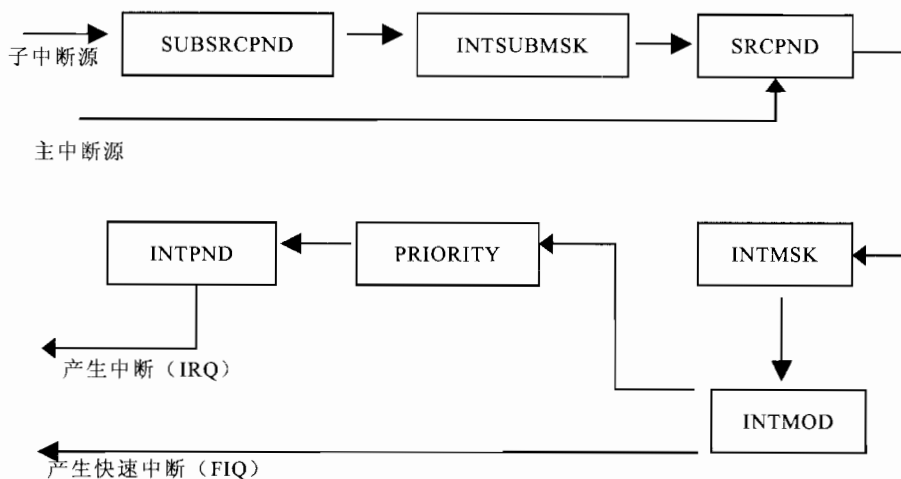 SUBSRCPND
INTSUBMSK
SRCPND
子中断源
主中断源
INTPND
PRIORITY
INTMSK
产生中断（IRQ）
INTMOD
产生快速中断（FIQ）